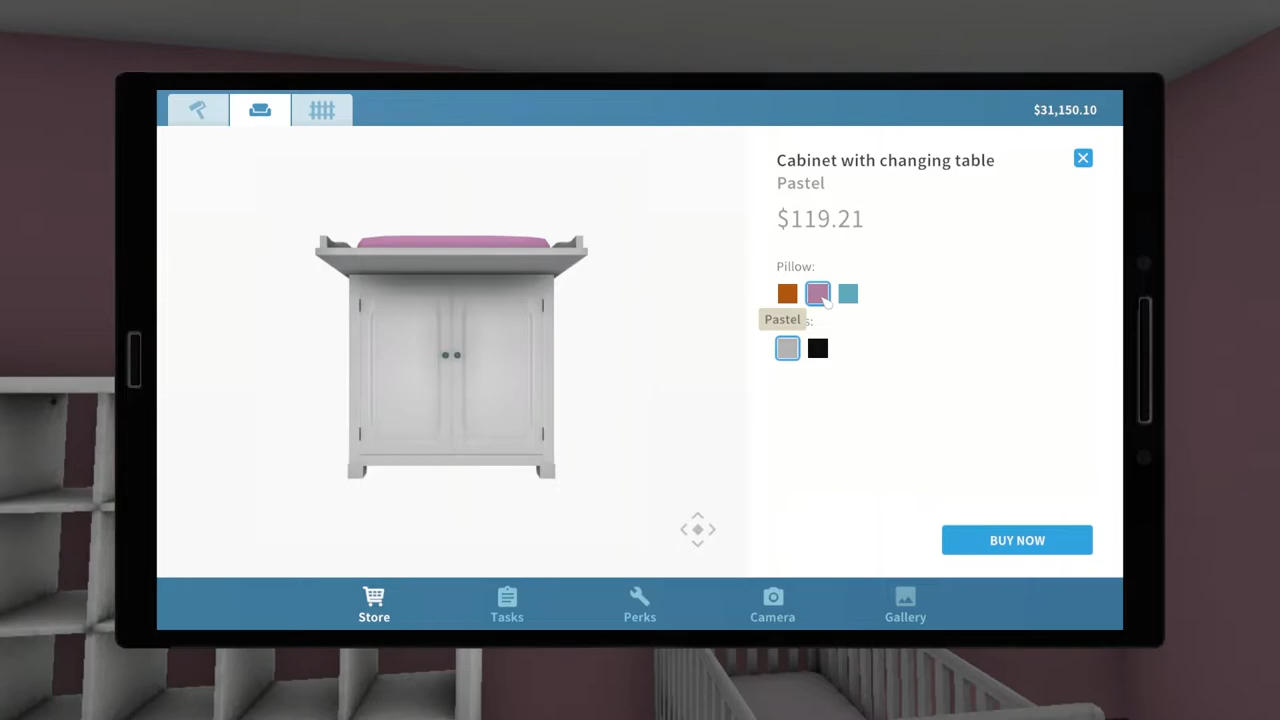 $31,150.10
Cabinet with changing table
Pastel
$119.21
Pillow:
Pastel
s:
BUY NOW
Store
Tasks
Perks
Camera
Gallery